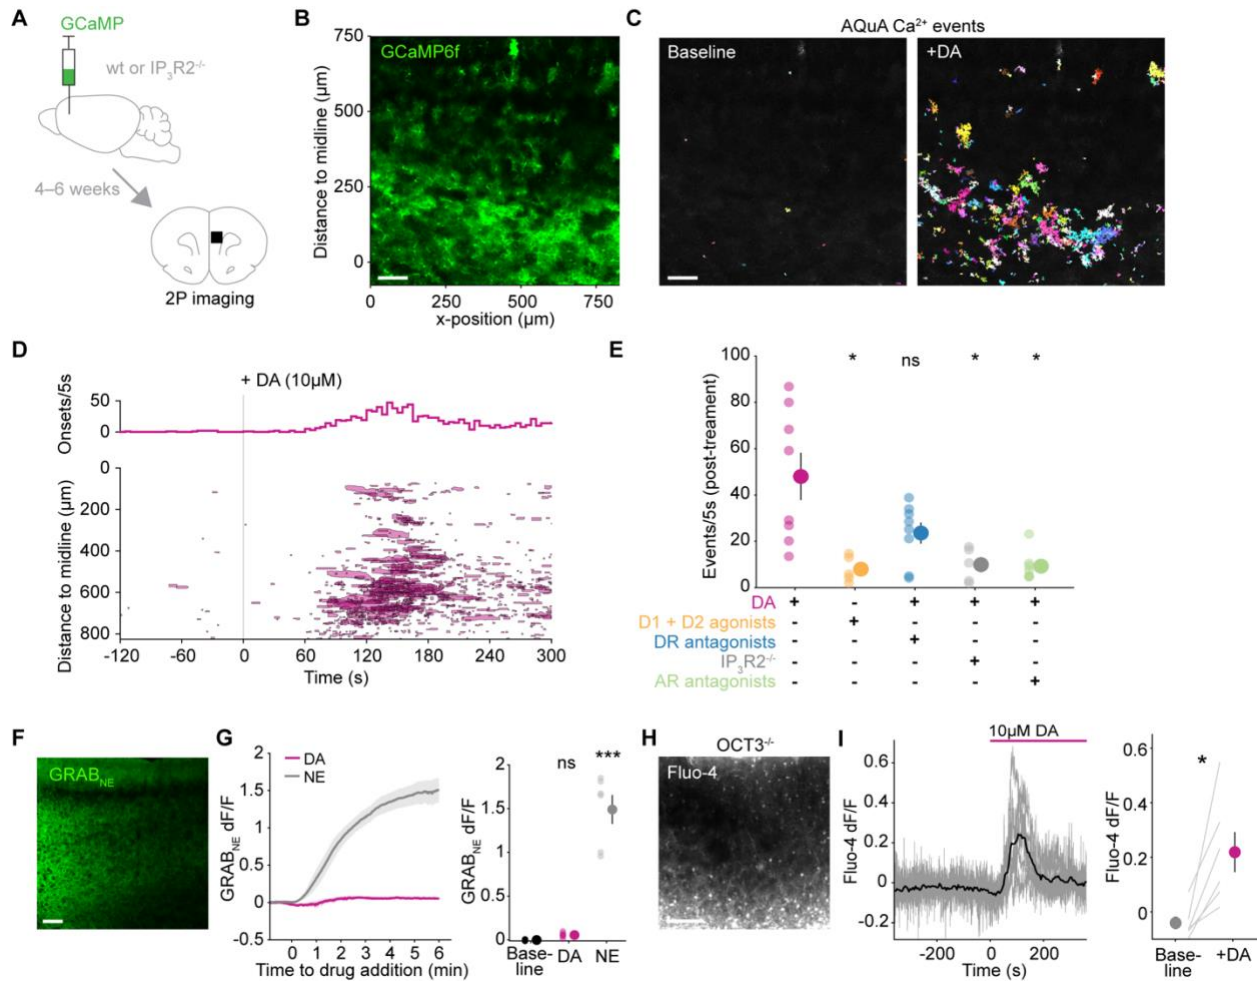 A
GCaMP
wt or IP3R2-/-
4–6 weeks
2P imaging
B
GCaMP6f
Distance to midline (µm)
750
500
250
0
0
250
500
750
x-position (µm)
C
AQuA Ca2+ events
Baseline
+DA
D
+ DA (10µM)
Onsets/5s
50
0
Distance to midline (µm)
0
200
400
600
800
-120
-60
0
60
120
180
240
300
Time (s)
E
Events/5s (post-treament)
100
80
60
40
20
0
*
ns
*
*
DA + - + + +
D1 + D2 agonists - + - - -
DR antagonists - - + - -
IP3R2-/- - - - + -
AR antagonists - - - - +
F
GRABNE
G
DA
NE
GRABNE dF/F
2
1.5
1
0.5
0
-0.5
0 1 2 3 4 5 6
Time to drug addition (min)
GRABNE dF/F
2
1.5
1
0.5
0
ns
***
Base-
line
DA
NE
H
OCT3-/-
Fluo-4
I
10µM DA
Fluo-4 dF/F
0.6
0.4
0.2
0
-0.2
-200
0
200
Time (s)
Fluo-4 dF/F
0.6
0.4
0.2
0
*
Base-
line
+DA